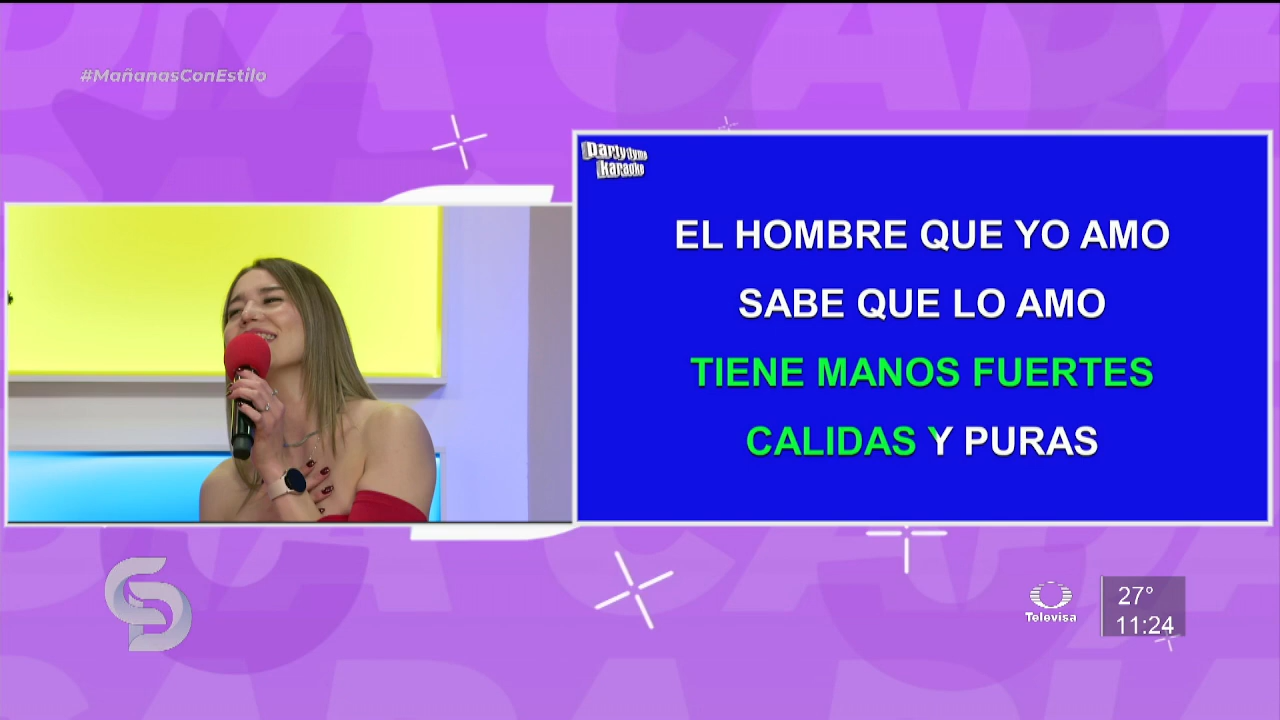 #MañanasConEstilo
party tyme
karaoke
EL HOMBRE QUE YO AMO
SABE QUE LO AMO
TIENE MANOS FUERTES
CALIDAS Y PURAS
Televisa
27°
11:24